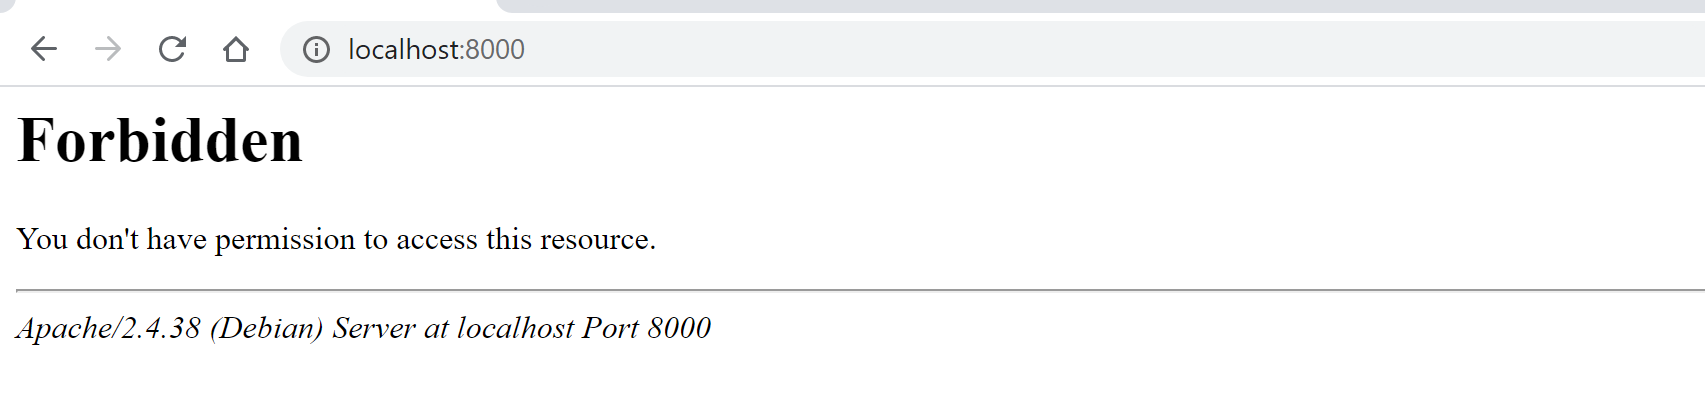 localhost:8000
Forbidden
You don't have permission to access this resource.
Apache/2.4.38 (Debian) Server at localhost Port 8000